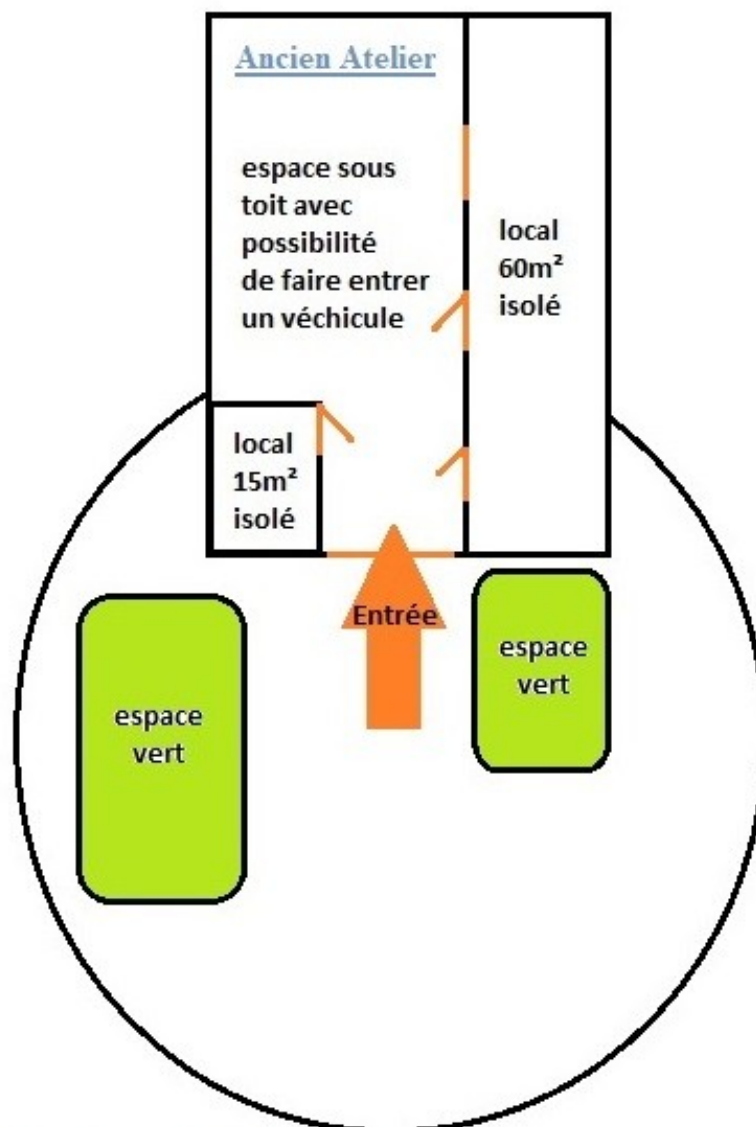 Ancien Atelier
espace sous
toit avec
possibilité
de faire entrer
un véchicule
local
60m²
isolé
local
15m²
isolé
Entrée
espace
vert
espace
vert